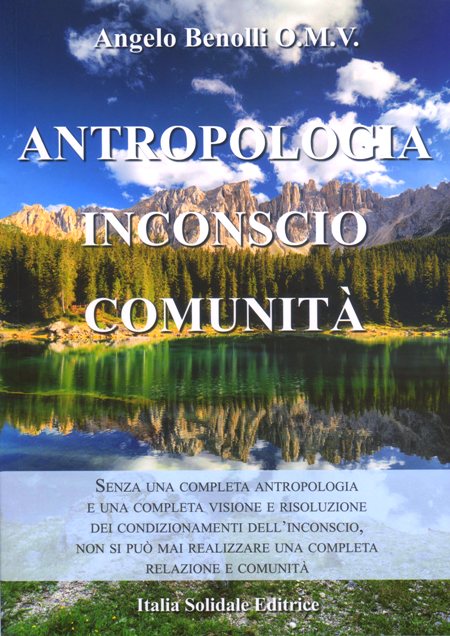 Angelo Benolli O.M.V.
ANTROPOLOGIA
INCONSCIO
COMUNITÀ
SENZA UNA COMPLETA ANTROPOLOGIA
E UNA COMPLETA VISIONE E RISOLUZIONE
DEI CONDIZIONAMENTI DELL'INCONSCIO,
NON SI PUÒ MAI REALIZZARE UNA COMPLETA
RELAZIONE E COMUNITÀ
Italia Solidale Editrice